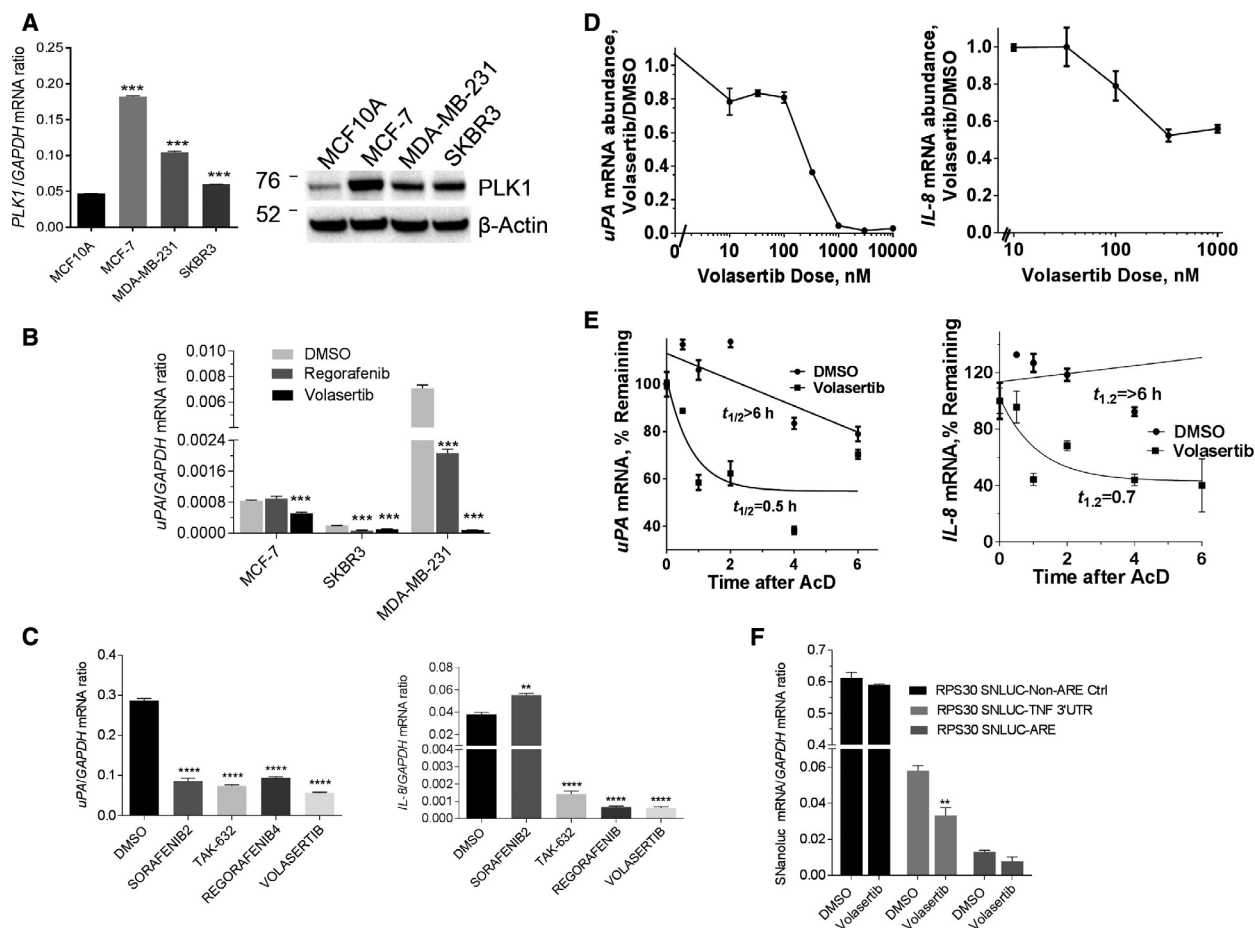 A
PLK1 /GAPDH mRNA ratio
0.25
0.20
0.15
0.10
0.05
0.00
***
***
***
MCF10A
MCF-7
MDA-MB-231
SKBR3
MCF10A
MCF-7
MDA-MB-231
SKBR3
76
52
PLK1
β-Actin
B
uPA/GAPDH mRNA ratio
0.010
0.008
0.006
0.004
0.0024
0.0016
0.0008
0.0000
DMSO
Regorafenib
Volasertib
***
***
***
***
***
MCF-7
SKBR3
MDA-MB-231
C
uPA/GAPDH mRNA ratio
0.4
0.3
0.2
0.1
0.0
****
****
****
****
DMSO
SORAFENIB2
TAK-632
REGORAFENIB4
VOLASERTIB
IL-8/GAPDH mRNA ratio
0.08
0.06
0.04
0.02
0.004
0.003
0.002
0.001
0.000
**
****
****
****
DMSO
SORAFENIB2
TAK-632
REGORAFENIB
VOLASERTIB
D
uPA mRNA abundance,
Volasertib/DMSO
1.0
0.8
0.6
0.4
0.2
0.0
0
10
100
1000
10000
Volasertib Dose, nM
IL-8 mRNA abundance,
Volasertib/DMSO
1.0
0.8
0.6
0.4
0.2
0.0
10
100
1000
Volasertib Dose, nM
E
uPA mRNA, % Remaining
100
80
60
40
DMSO
Volasertib
t1/2>6 h
t1/2=0.5 h
0
2
4
6
Time after AcD
IL-8 mRNA, % Remaining
120
80
40
0
t1.2=>6 h
DMSO
Volasertib
t1.2=0.7
0
2
4
6
Time after AcD
F
SNanoluc mRNA/GAPDH mRNA ratio
0.7
0.6
0.5
0.4
0.06
0.04
0.02
0.00
RPS30 SNLUC-Non-ARE Ctrl
RPS30 SNLUC-TNF 3'UTR
RPS30 SNLUC-ARE
**
DMSO
Volasertib
DMSO
Volasertib
DMSO
Volasertib